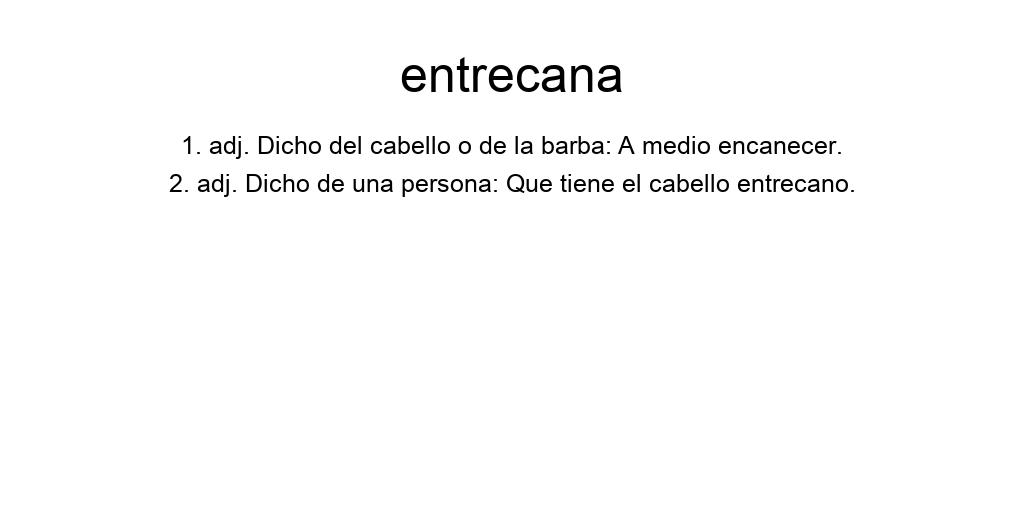 entrecana
1. adj. Dicho del cabello o de la barba: A medio encanecer.
2. adj. Dicho de una persona: Que tiene el cabello entrecano.